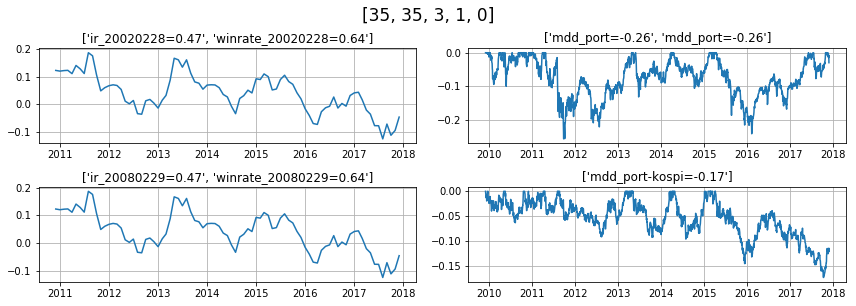 [35, 35, 3, 1, 0]
['ir_20020228=0.47', 'winrate_20020228=0.64']
0.2
0.1
0.0
−0.1
2011 2012 2013 2014 2015 2016 2017 2018
['mdd_port=-0.26', 'mdd_port=-0.26']
0.0
−0.1
−0.2
2010 2011 2012 2013 2014 2015 2016 2017 2018
['ir_20080229=0.47', 'winrate_20080229=0.64']
0.2
0.1
0.0
−0.1
2011 2012 2013 2014 2015 2016 2017 2018
['mdd_port-kospi=-0.17']
0.00
−0.05
−0.10
−0.15
2010 2011 2012 2013 2014 2015 2016 2017 2018